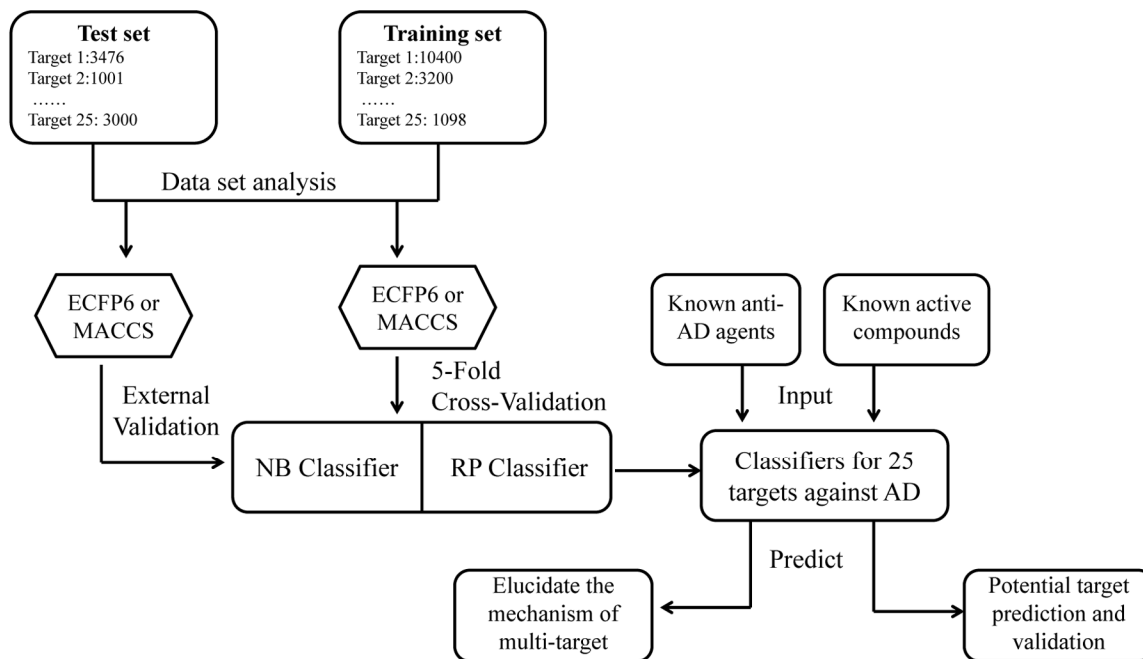 Test set
Target 1:3476
Target 2:1001
......
Target 25: 3000
Training set
Target 1:10400
Target 2:3200
......
Target 25: 1098
Data set analysis
ECFP6 or
MACCS
ECFP6 or
MACCS
Known anti-
AD agents
Known active
compounds
External
Validation
5-Fold
Cross-Validation
Input
NB Classifier
RP Classifier
Classifiers for 25
targets against AD
Predict
Elucidate the
mechanism of
multi-target
Potential target
prediction and
validation